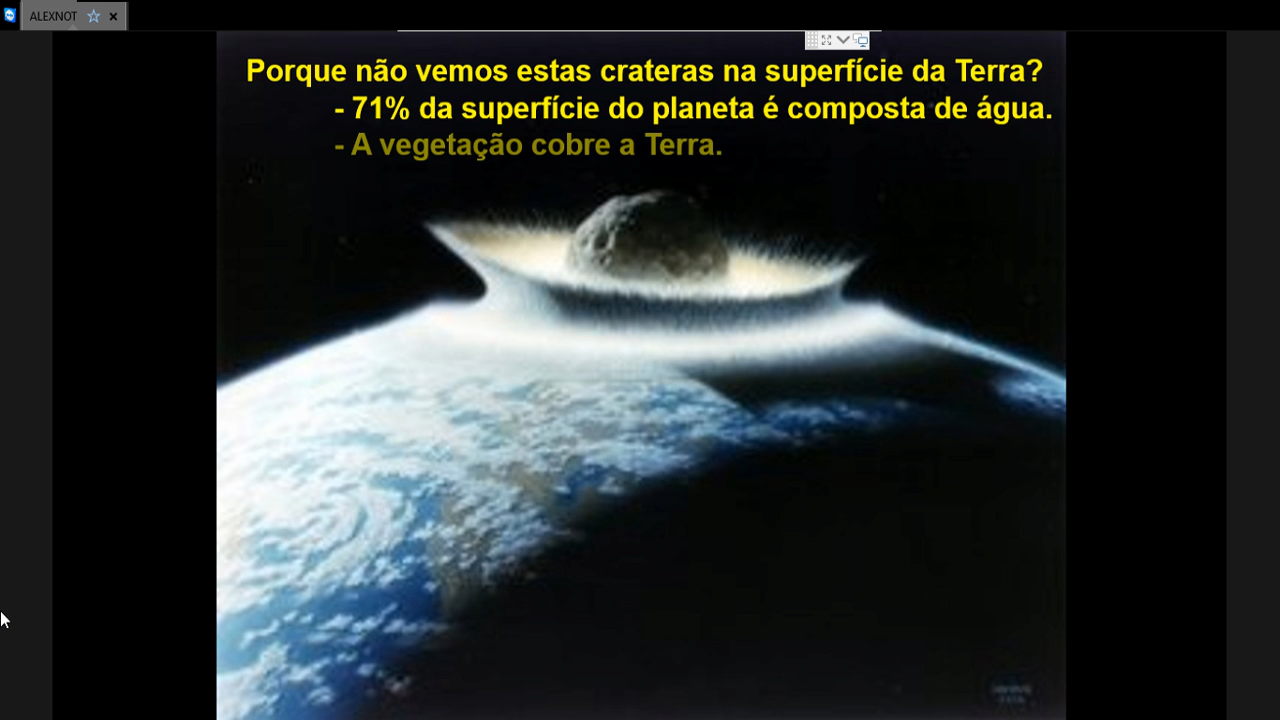 ALEXNOT
Porque não vemos estas crateras na superfície da Terra?
- 71% da superfície do planeta é composta de água.
- A vegetação cobre a Terra.